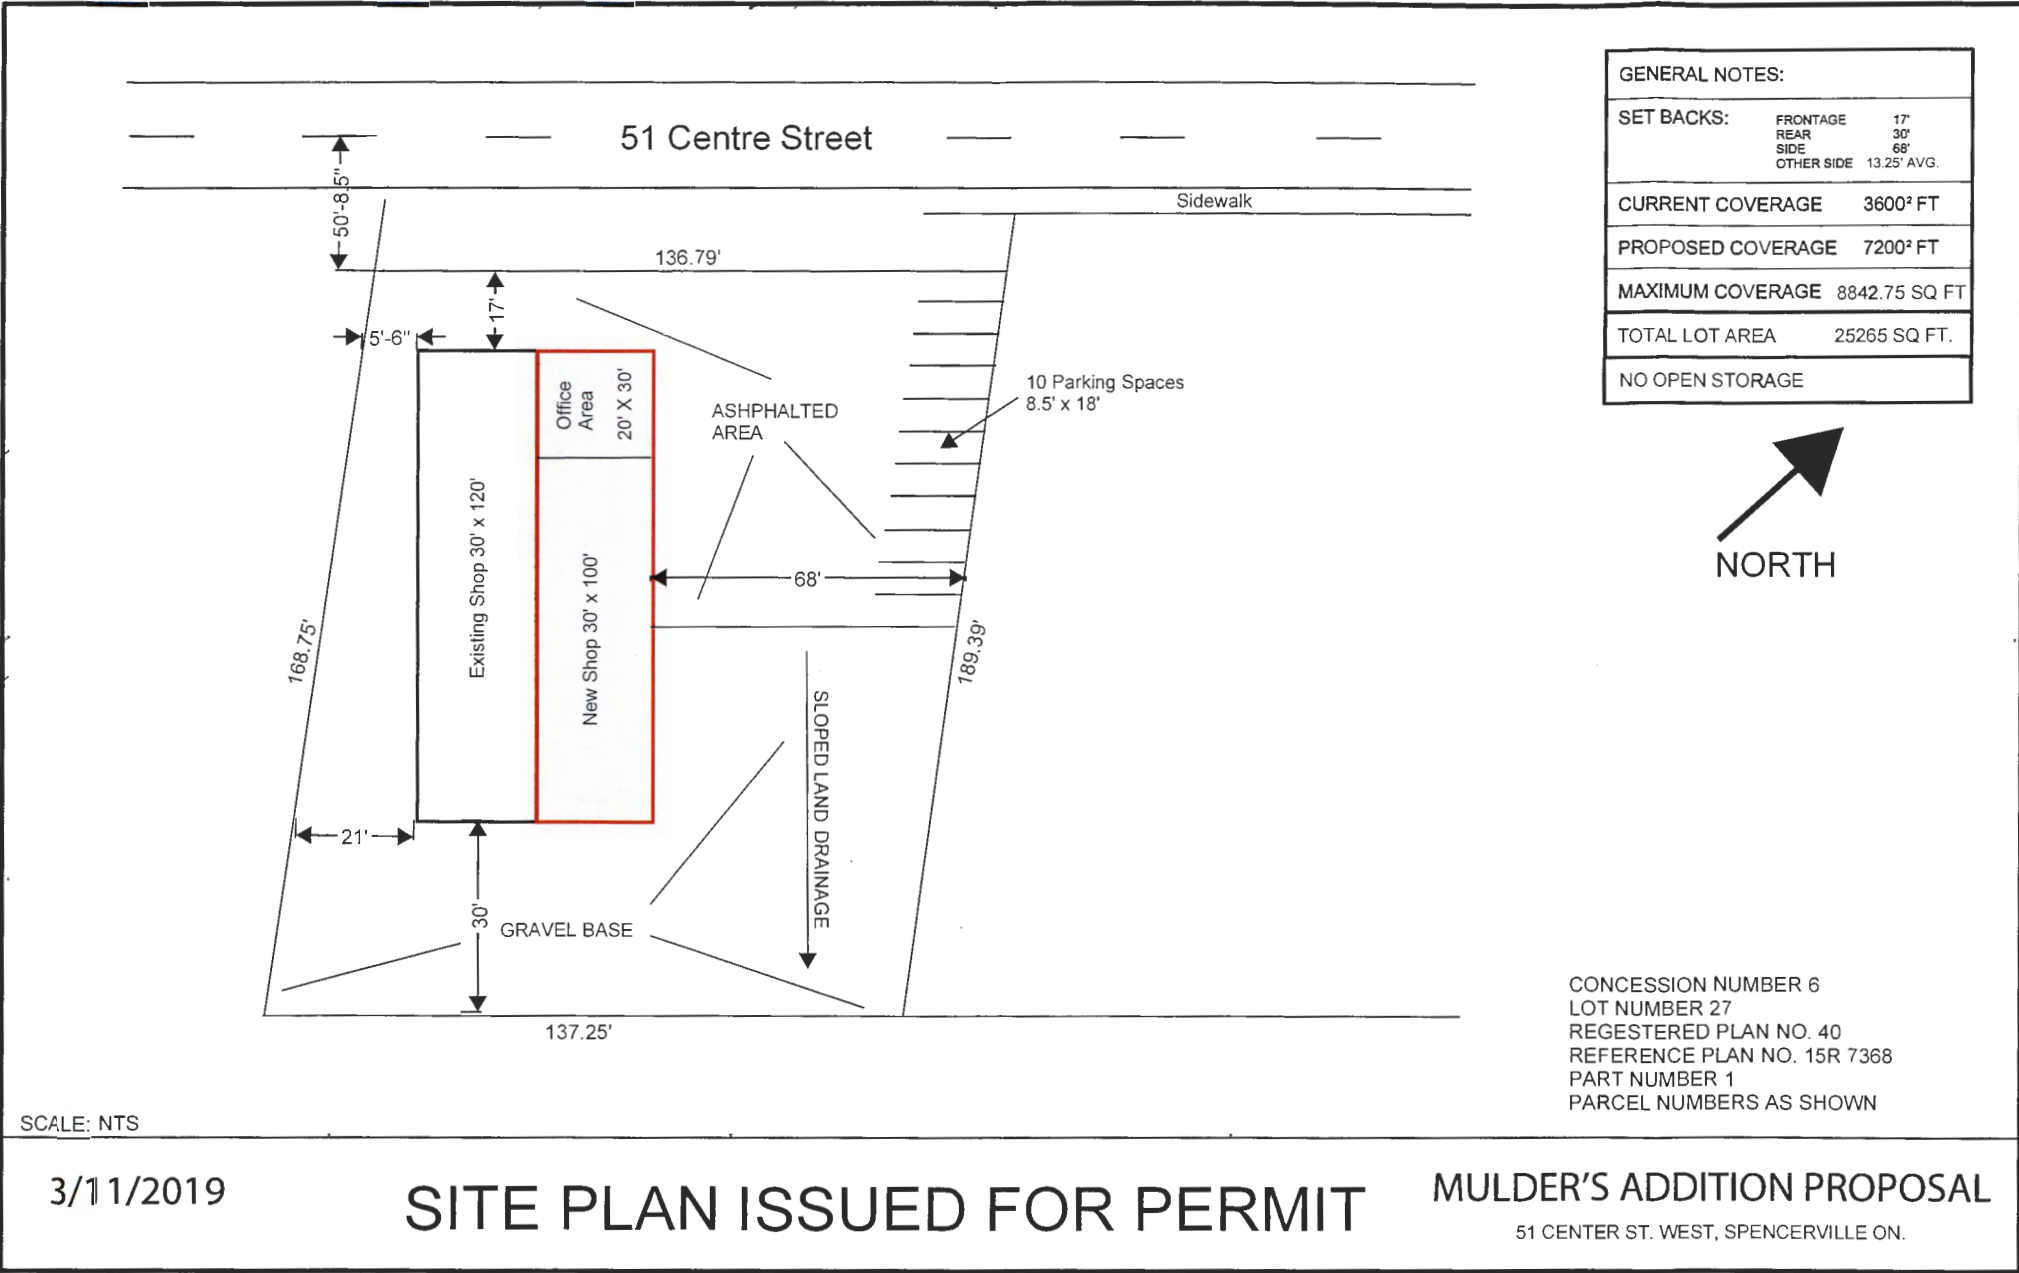 51 Centre Street
Sidewalk
50'-8.5"
136.79'
17'
5'-6"
Office
Area
20' X 30'
ASHPHALTED
AREA
10 Parking Spaces
8.5' x 18'
Existing Shop 30' x 120'
New Shop 30' x 100'
68'
168.75'
189.39'
SLOPED LAND DRAINAGE
21'
30'
GRAVEL BASE
137.25'
GENERAL NOTES:
SET BACKS:
FRONTAGE 17'
REAR 30'
SIDE 68'
OTHER SIDE 13.25' AVG.
CURRENT COVERAGE 3600² FT
PROPOSED COVERAGE 7200² FT
MAXIMUM COVERAGE 8842.75 SQ FT
TOTAL LOT AREA 25265 SQ FT.
NO OPEN STORAGE
NORTH
CONCESSION NUMBER 6
LOT NUMBER 27
REGESTERED PLAN NO. 40
REFERENCE PLAN NO. 15R 7368
PART NUMBER 1
PARCEL NUMBERS AS SHOWN
SCALE: NTS
3/11/2019
SITE PLAN ISSUED FOR PERMIT
MULDER'S ADDITION PROPOSAL
51 CENTER ST. WEST, SPENCERVILLE ON.